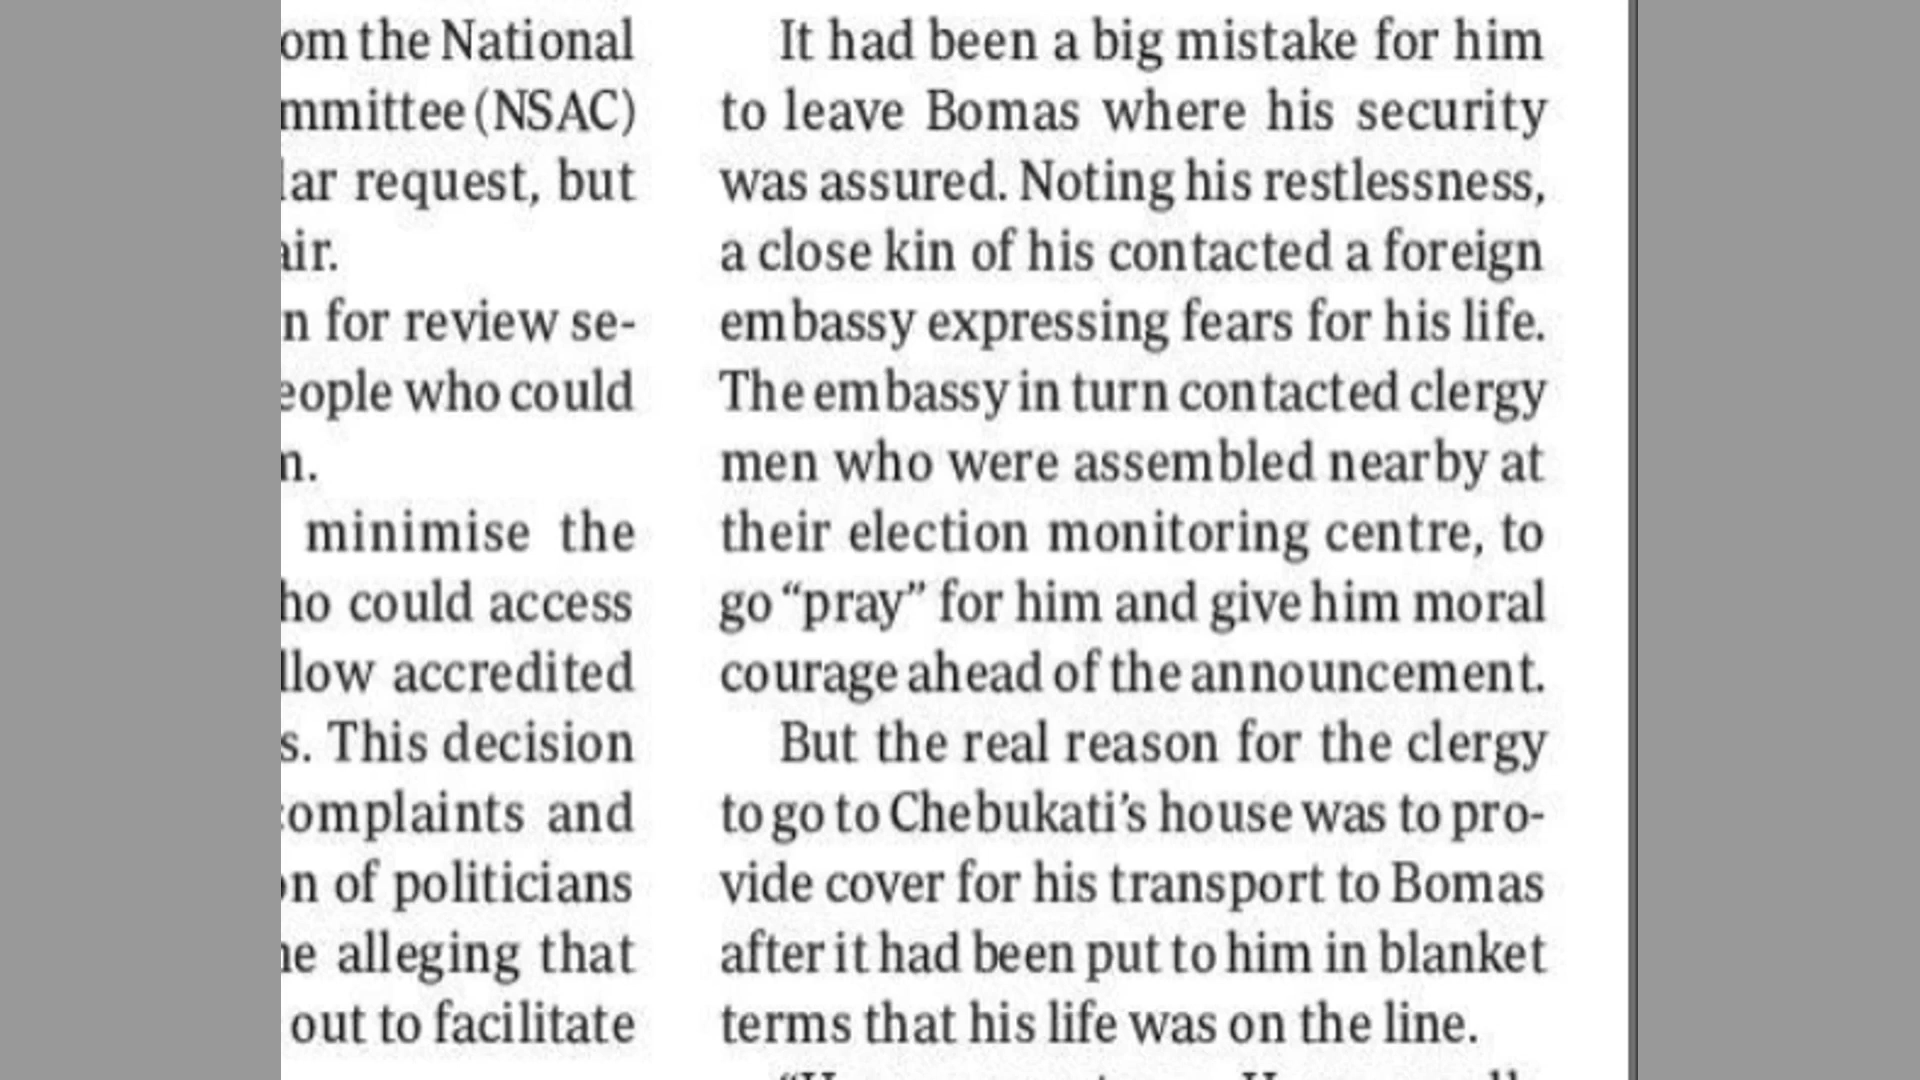 om the National
mmittee (NSAC)
lar request, but
air.
n for review se-
eople who could
n.
minimise the
ho could access
llow accredited
s. This decision
complaints and
on of politicians
ne alleging that
out to facilitate
It had been a big mistake for him
to leave Bomas where his security
was assured. Noting his restlessness,
a close kin of his contacted a foreign
embassy expressing fears for his life.
The embassy in turn contacted clergy
men who were assembled nearby at
their election monitoring centre, to
go “pray” for him and give him moral
courage ahead of the announcement.
But the real reason for the clergy
to go to Chebukati’s house was to pro-
vide cover for his transport to Bomas
after it had been put to him in blanket
terms that his life was on the line.